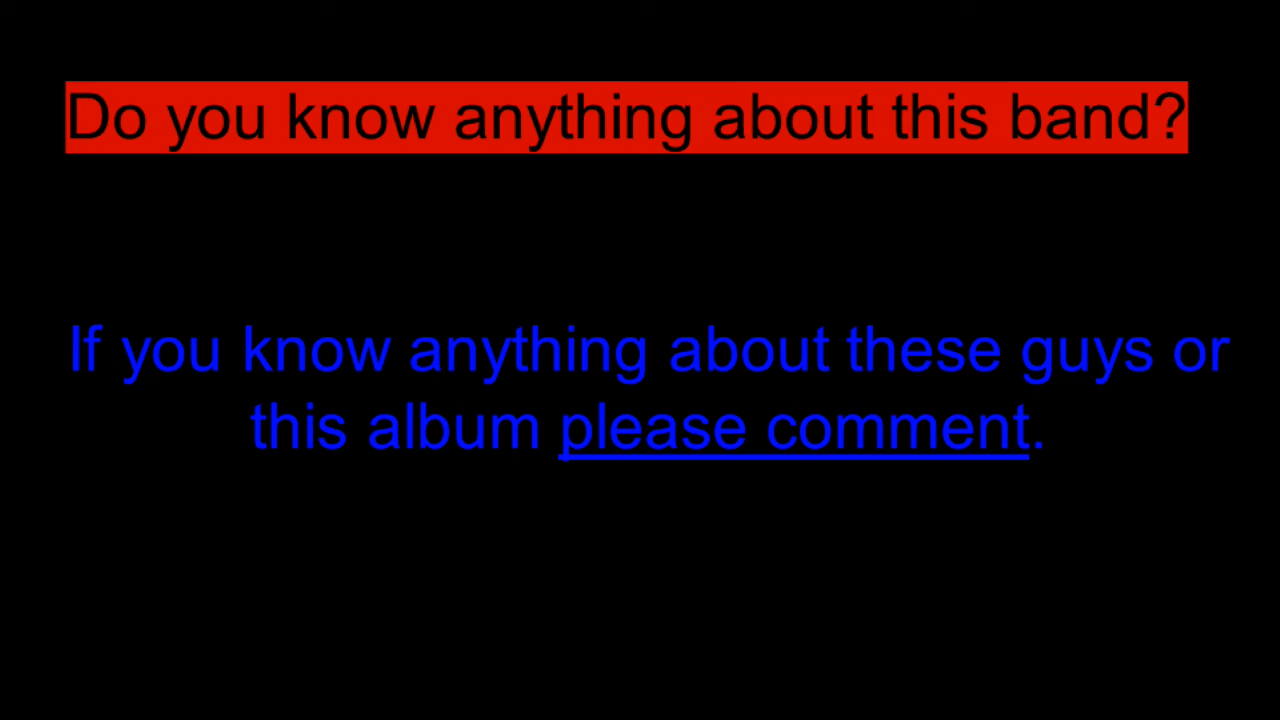 Do you know anything about this band?
If you know anything about these guys or
this album please comment.